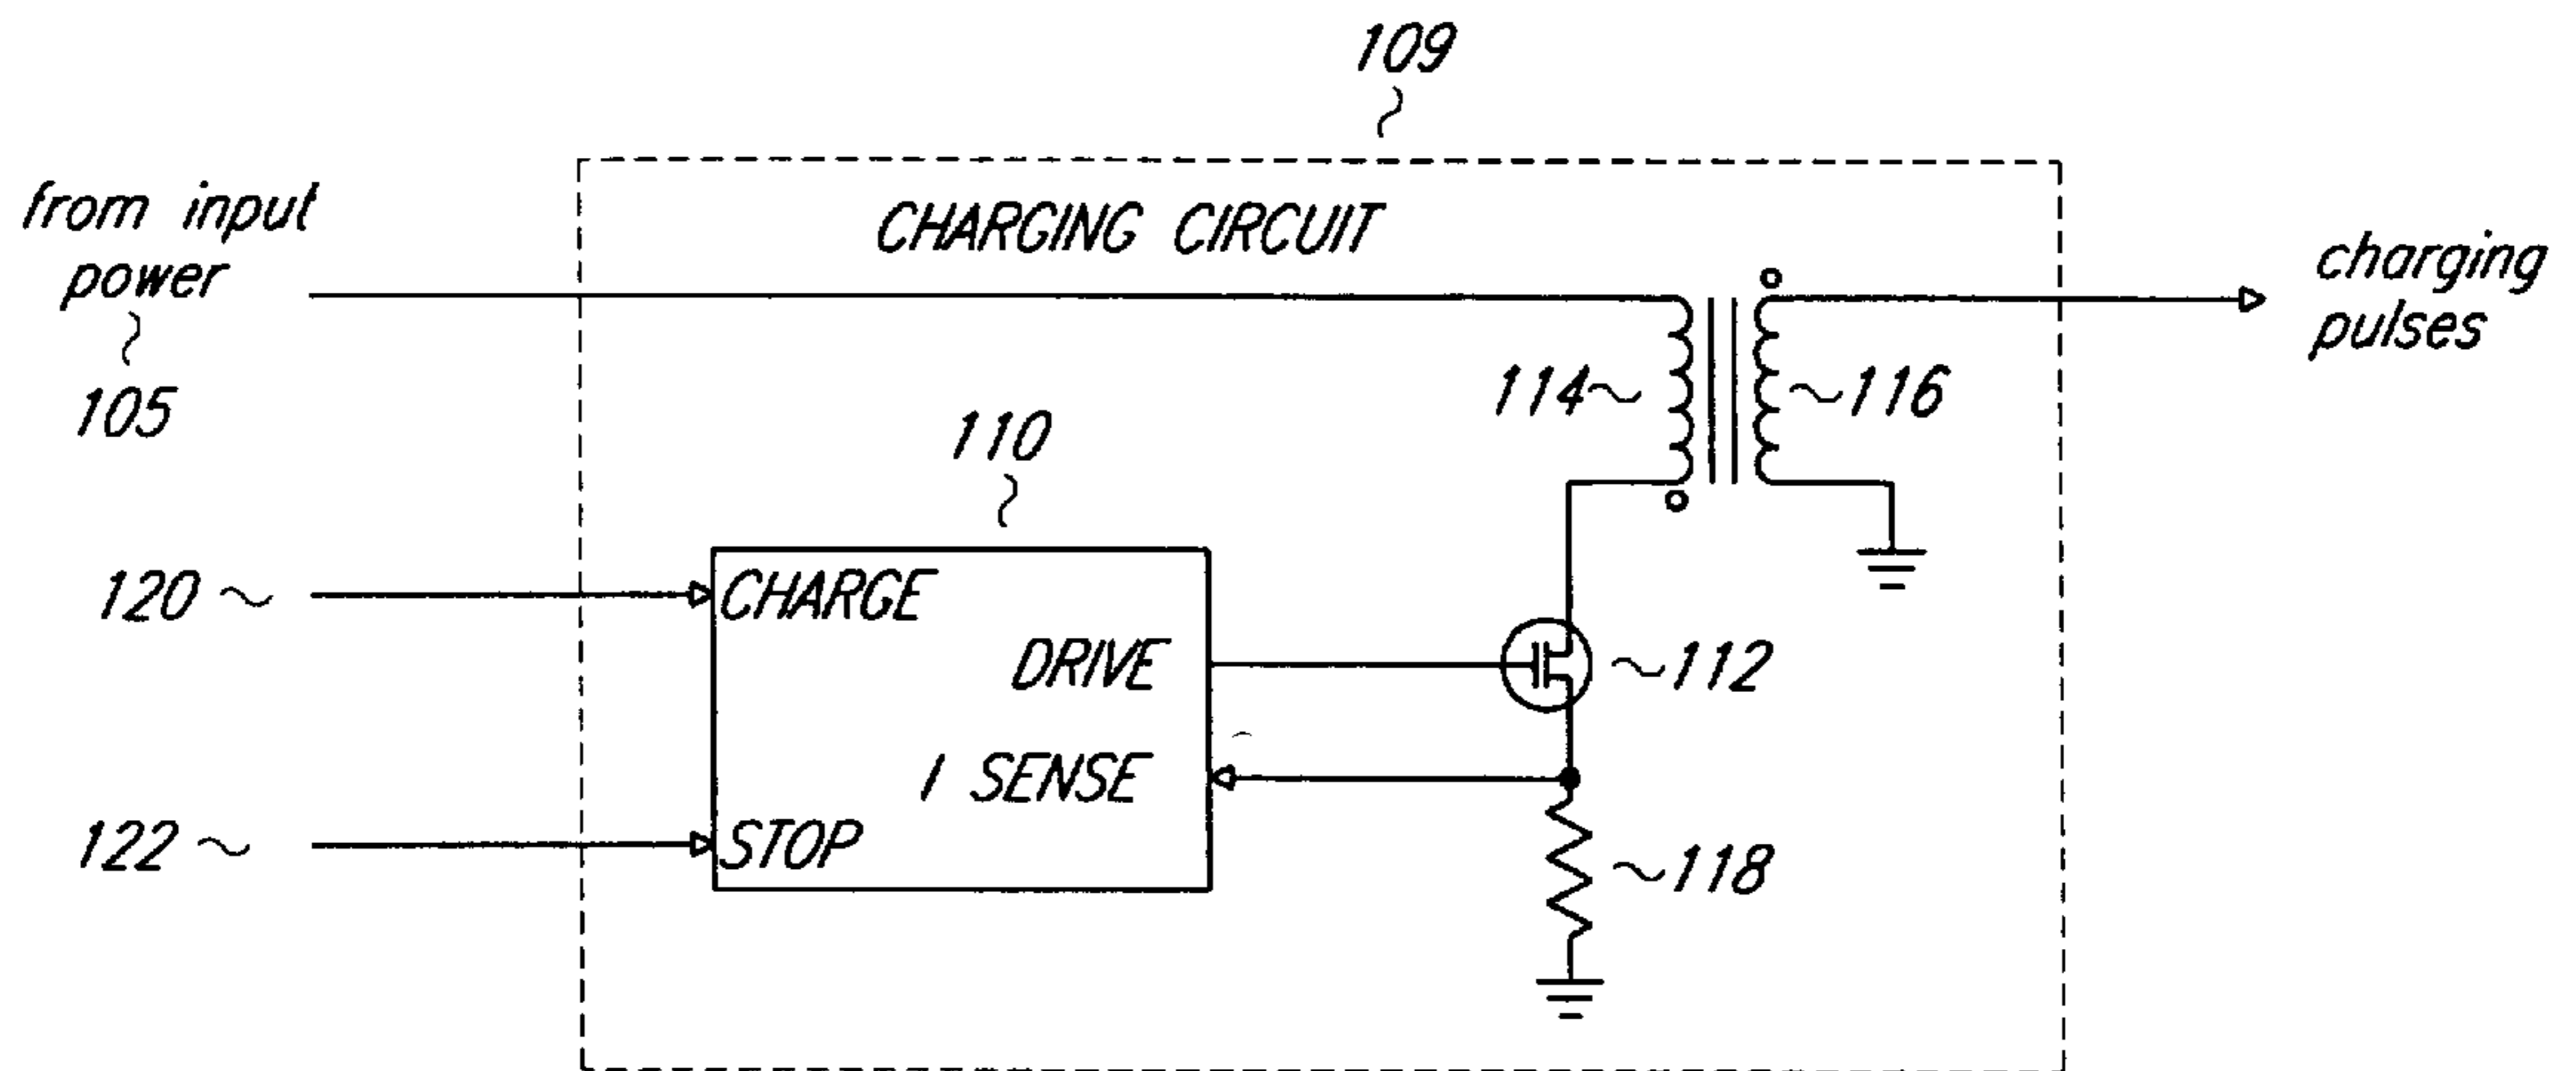 109
from input
power
105
CHARGING CIRCUIT
charging
pulses
114
116
110
120
CHARGE
DRIVE
112
I SENSE
122
STOP
118